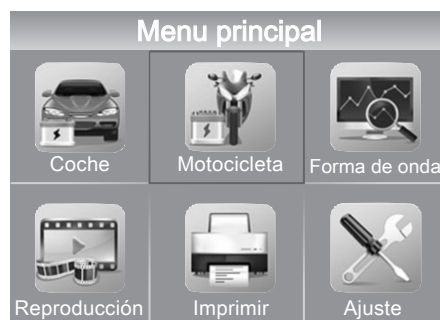 Menu principal
Coche
Motocicleta
Forma de onda
Reproducción
Imprimir
Ajuste